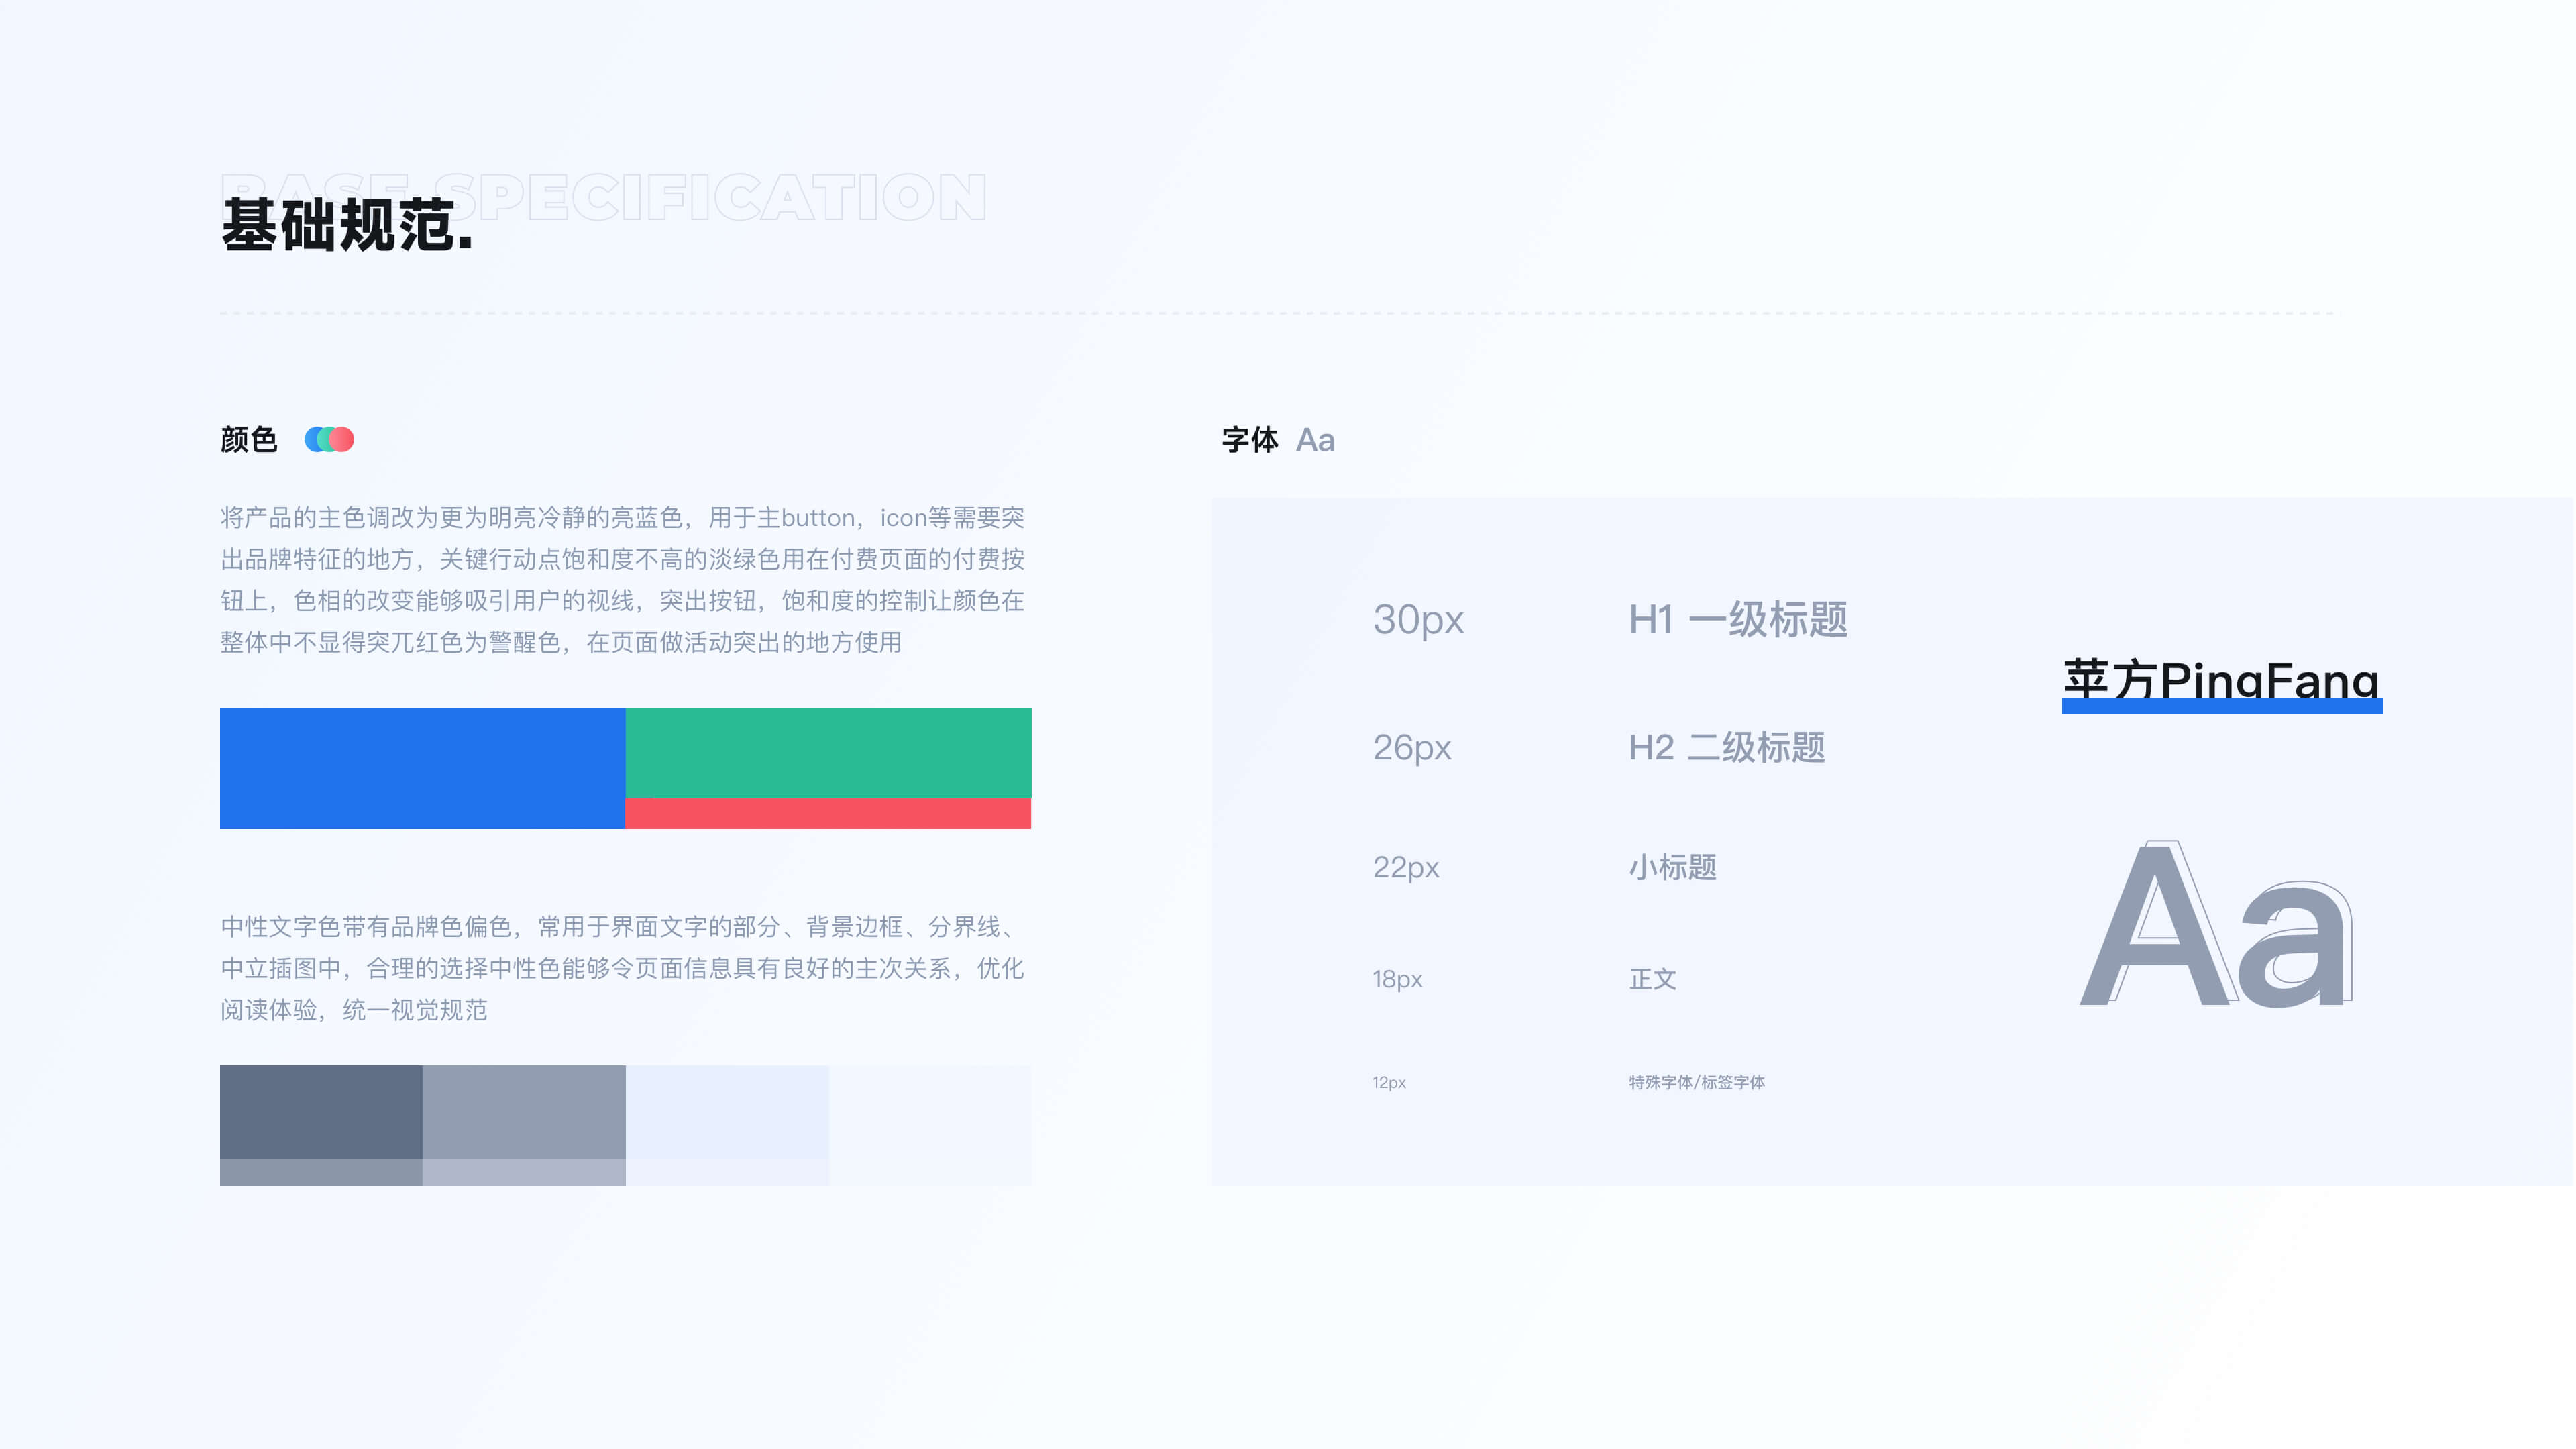 BASE SPECIFICATION
基础规范.
颜色
将产品的主色调改为更为明亮冷静的亮蓝色，用于主button，icon等需要突
出品牌特征的地方，关键行动点饱和度不高的淡绿色用在付费页面的付费按
钮上，色相的改变能够吸引用户的视线，突出按钮，饱和度的控制让颜色在
整体中不显得突兀红色为警醒色，在页面做活动突出的地方使用
中性文字色带有品牌色偏色，常用于界面文字的部分、背景边框、分界线、
中立插图中，合理的选择中性色能够令页面信息具有良好的主次关系，优化
阅读体验，统一视觉规范
字体 Aa
30px H1 一级标题
26px H2 二级标题
22px 小标题
18px 正文
12px 特殊字体/标签字体
苹方PingFang
Aa